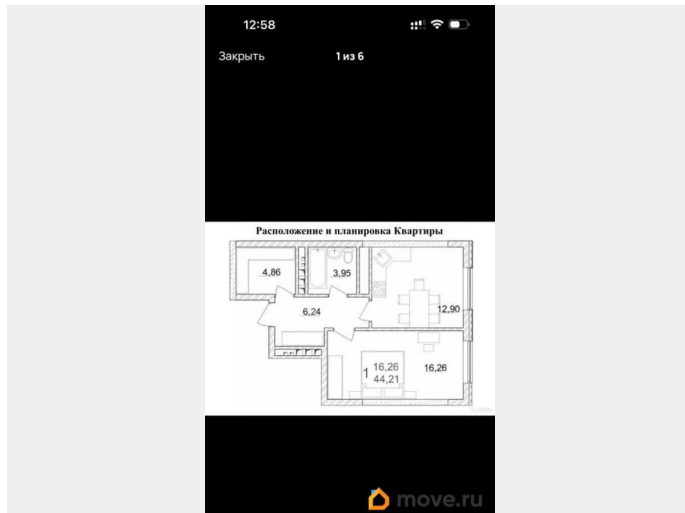 12:58
Закрыть
1 из 6
Расположение и планировка Квартиры
4,86
3,95
12,90
6,24
1
16,26
44,21
16,26
move.ru